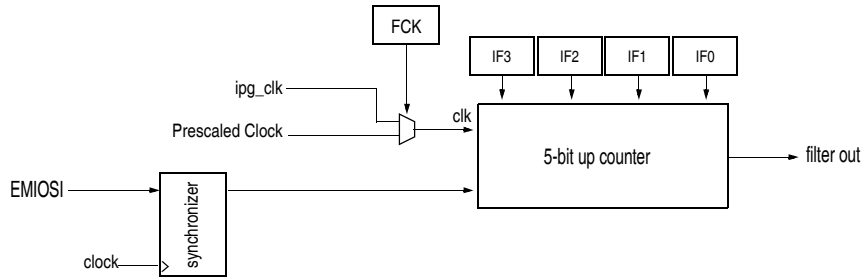 FCK
IF3
IF2
IF1
IF0
ipg_clk
clk
Prescaled Clock
5-bit up counter
filter out
EMIOSI
synchronizer
clock